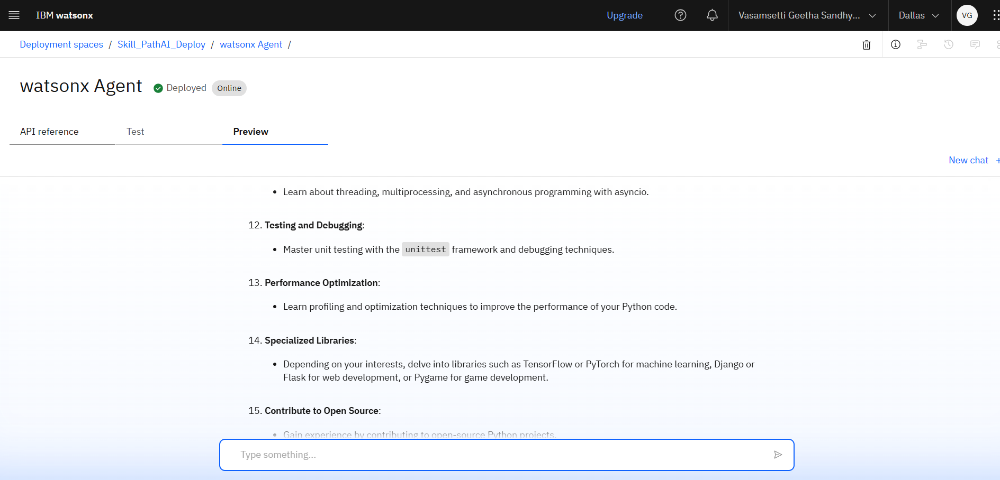 IBM watsonx
Upgrade
Vasamsetti Geetha Sandhy...
Dallas
VG
Deployment spaces / Skill_PathAI_Deploy / watsonx Agent /
watsonx Agent
Deployed
Online
API reference
Test
Preview
New chat +
• Learn about threading, multiprocessing, and asynchronous programming with asyncio.
12. Testing and Debugging:
• Master unit testing with the unittest framework and debugging techniques.
13. Performance Optimization:
• Learn profiling and optimization techniques to improve the performance of your Python code.
14. Specialized Libraries:
• Depending on your interests, delve into libraries such as TensorFlow or PyTorch for machine learning, Django or
Flask for web development, or Pygame for game development.
15. Contribute to Open Source:
• Gain experience by contributing to open-source Python projects.
Type something...